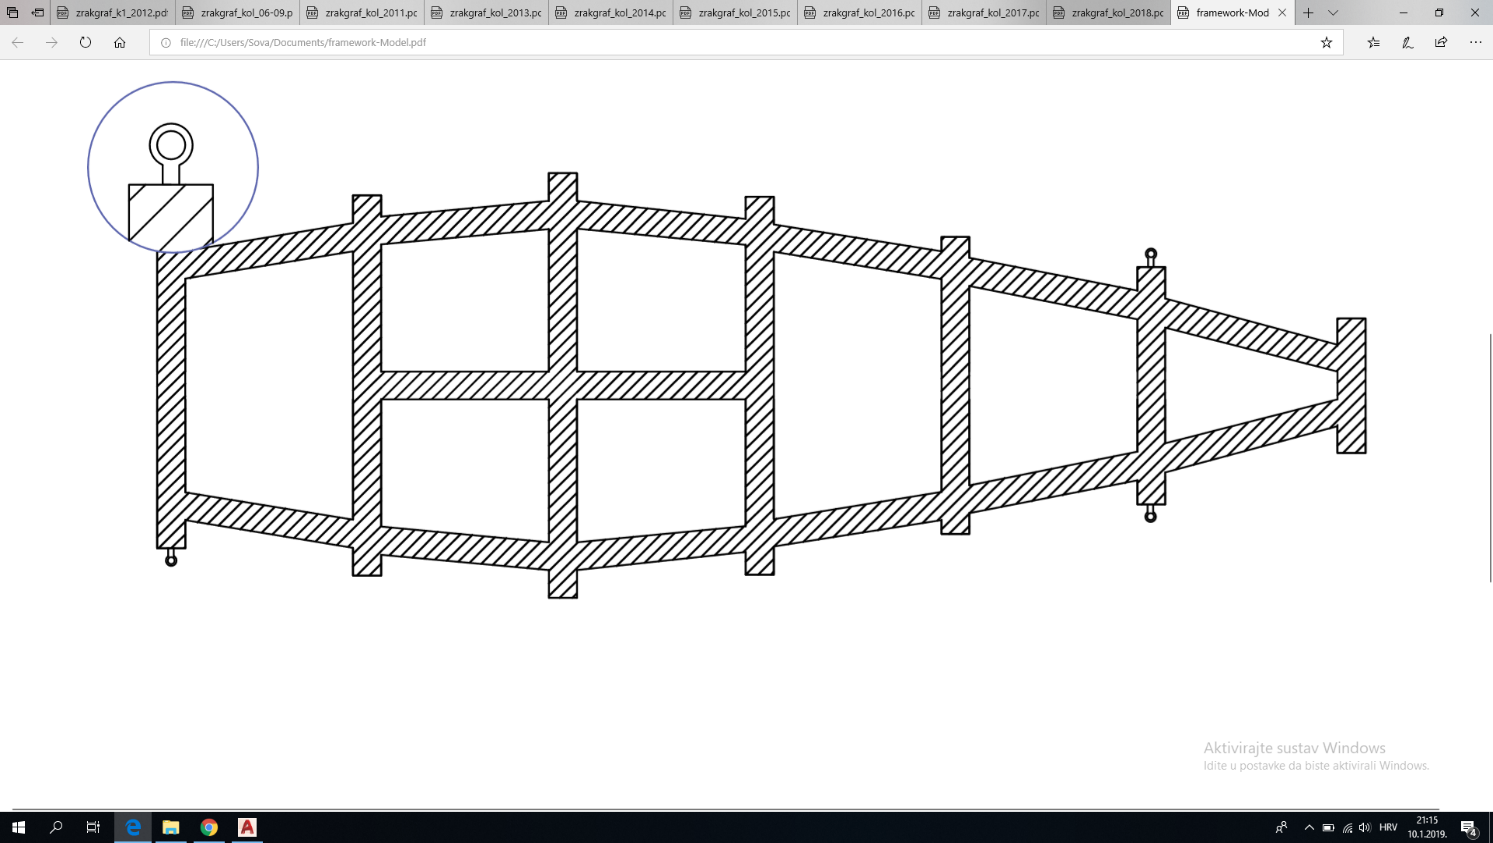 zrakgraf_k1_2012.pd
zrakgraf_kol_06-09.p
zrakgraf_kol_2011.pc
zrakgraf_kol_2013.pc
zrakgraf_kol_2014.pc
zrakgraf_kol_2015.pc
zrakgraf_kol_2016.pc
zrakgraf_kol_2017.pc
zrakgraf_kol_2018.pc
framework-Mod
file:///C:/Users/Sova/Documents/framework-Model.pdf
Aktivirajte sustav Windows
Idite u postavke da biste aktivirali Windows.
HRV
21:15
10.1.2019.
4